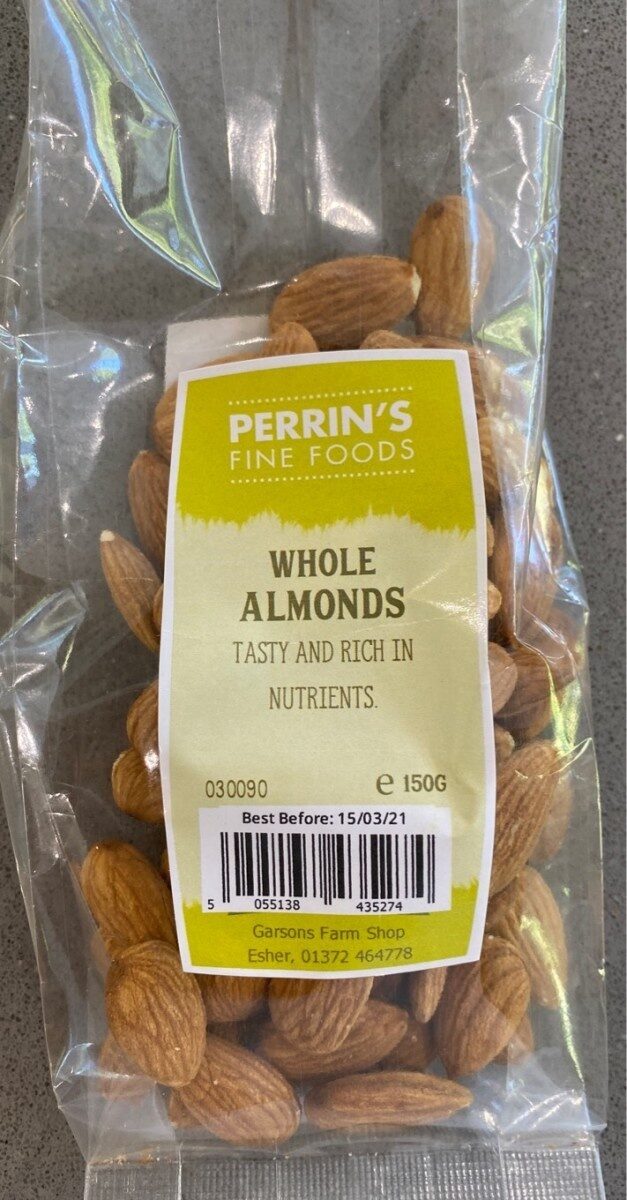 PERRIN'S
FINE FOODS
WHOLE
ALMONDS
TASTY AND RICH IN
NUTRIENTS.
030090 e 150G
Best Before: 15/03/21
5 055138 435274
Garsons Farm Shop
Esher, 01372 464778